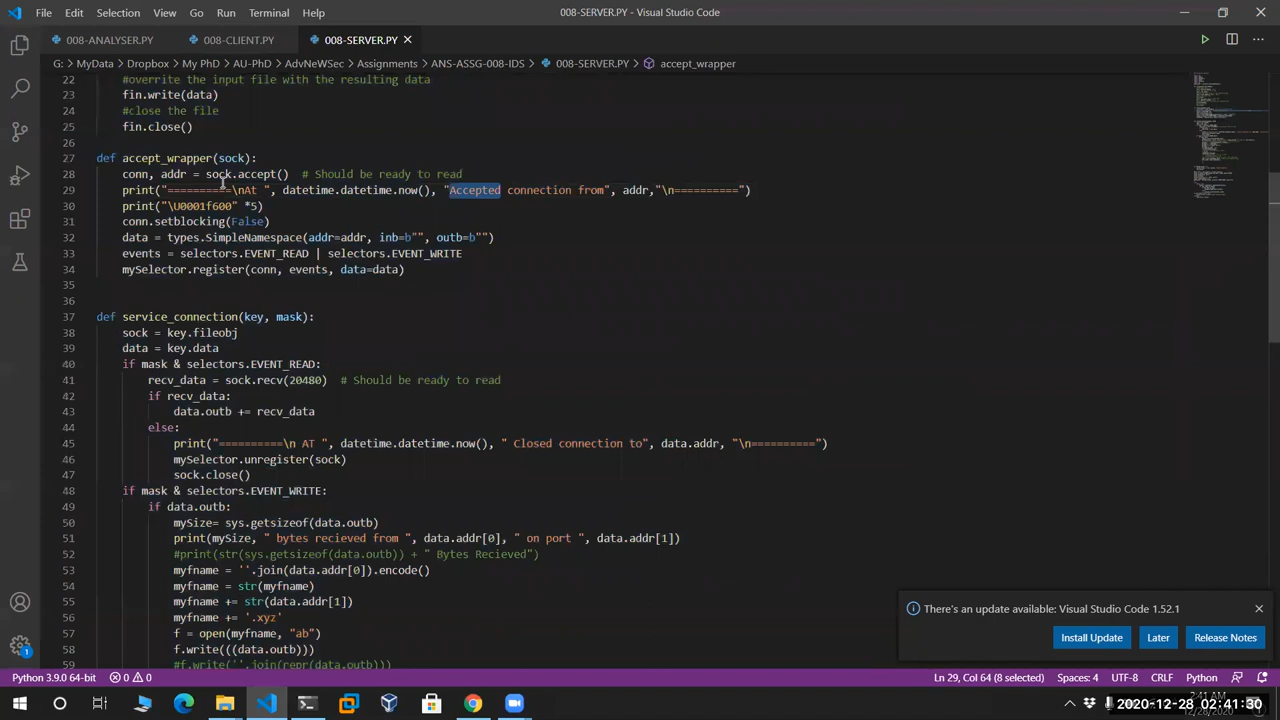 File Edit Selection View Go Run Terminal Help 008-SERVER.PY - Visual Studio Code
008-ANALYSER.PY 008-CLIENT.PY 008-SERVER.PY
G: > MyData > Dropbox > My PhD > AU-PhD > AdvNeWSec > Assignments > ANS-ASSG-008-IDS > 008-SERVER.PY > accept_wrapper
22 #override the input file with the resulting data
23 fin.write(data)
24 #close the file
25 fin.close()
26
27 def accept_wrapper(sock):
28 conn, addr = sock.accept() # Should be ready to read
29 print("==========\nAt ", datetime.datetime.now(), "Accepted connection from", addr,"\n==========")
30 print("\U0001f600" *5)
31 conn.setblocking(False)
32 data = types.SimpleNamespace(addr=addr, inb=b"", outb=b"")
33 events = selectors.EVENT_READ | selectors.EVENT_WRITE
34 mySelector.register(conn, events, data=data)
35
36
37 def service_connection(key, mask):
38 sock = key.fileobj
39 data = key.data
40 if mask & selectors.EVENT_READ:
41 recv_data = sock.recv(20480) # Should be ready to read
42 if recv_data:
43 data.outb += recv_data
44 else:
45 print("==========\n AT ", datetime.datetime.now(), " Closed connection to", data.addr, "\n==========")
46 mySelector.unregister(sock)
47 sock.close()
48 if mask & selectors.EVENT_WRITE:
49 if data.outb:
50 mySize= sys.getsizeof(data.outb)
51 print(mySize, " bytes recieved from ", data.addr[0], " on port ", data.addr[1])
52 #print(str(sys.getsizeof(data.outb)) + " Bytes Recieved")
53 myfname = ''.join(data.addr[0]).encode()
54 myfname = str(myfname)
55 myfname += str(data.addr[1])
56 myfname += '.xyz'
57 f = open(myfname, "ab")
58 f.write(((data.outb)))
59 #f.write(''.join(repr(data.outb)))
There's an update available: Visual Studio Code 1.52.1
Install Update Later Release Notes
Python 3.9.0 64-bit 0 0 Ln 29, Col 64 (8 selected) Spaces: 4 UTF-8 CRLF Python
2020-12-28 02:41:30